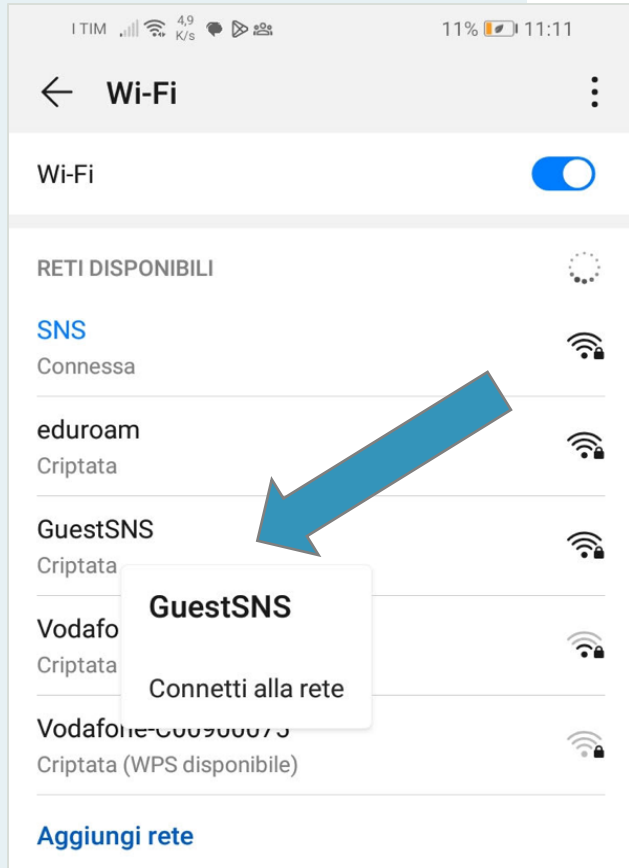 I TIM 4,9 K/s 11% 11:11
Wi-Fi
Wi-Fi
RETI DISPONIBILI
SNS
Connessa
eduroam
Criptata
GuestSNS
Criptata
GuestSNS
Vodafo
Criptata
Connetti alla rete
Criptata (WPS disponibile)
Aggiungi rete